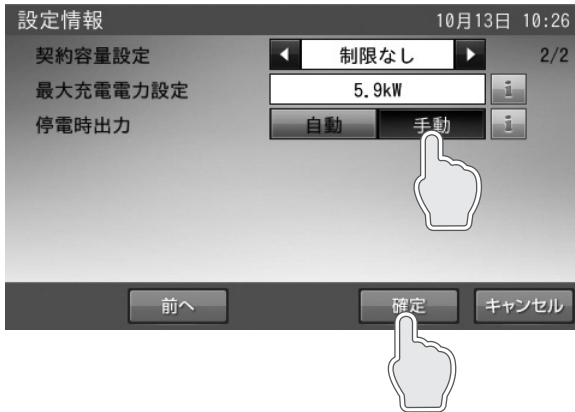 設定情報 10月13日 10:26
契約容量設定 ◀ 制限なし ▶ 2/2
最大充電電力設定 5.9kW i
停電時出力 自動 手動 i
前へ 確定 キャンセル